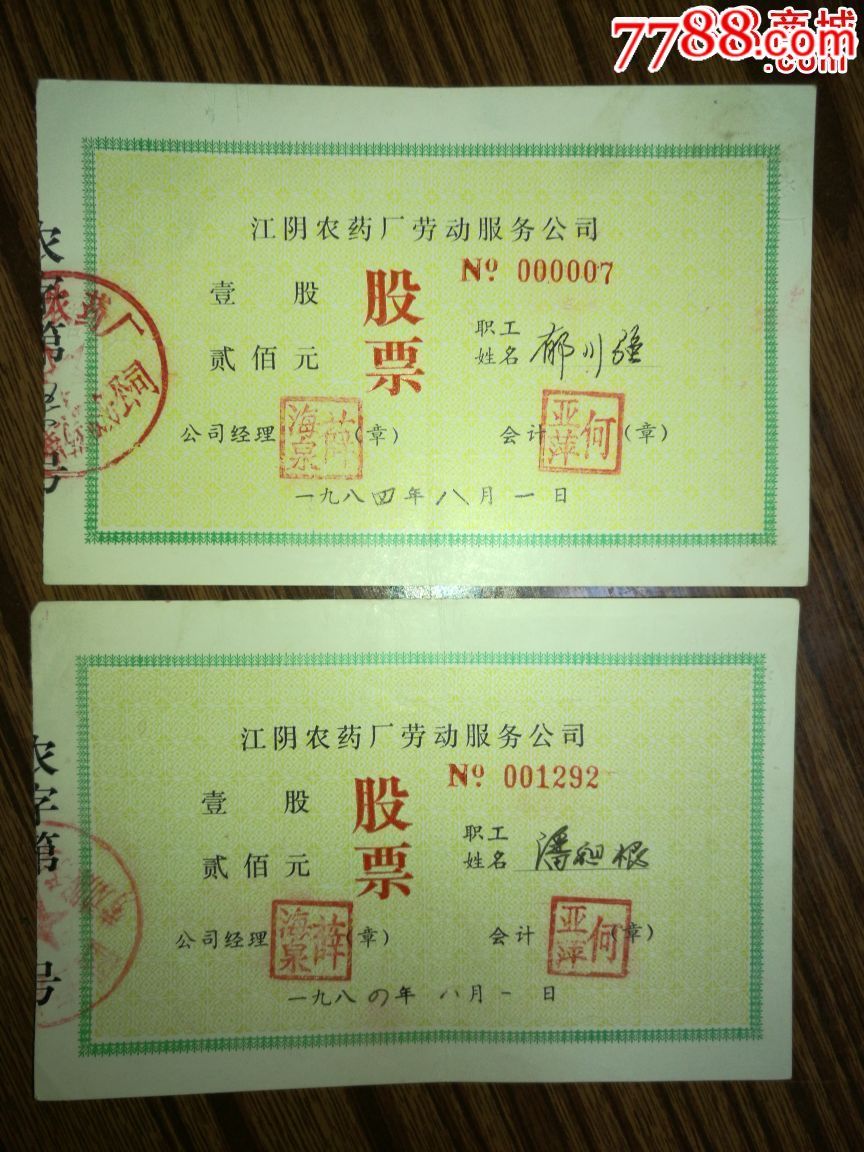 7788.商城
.com
江阴农药厂劳动服务公司
壹 股
股票
№ 000007
贰佰元
职工
姓名 郁川强
公司经理 薛海泉 (章) 会计 何亚萍 (章)
一九八四年八月一日
农字第 号
厂
江阴农药厂劳动服务公司
壹 股
股票
№ 001292
贰佰元
职工
姓名 潘 根
公司经理 薛海泉 (章) 会计 何亚萍 (章)
一九八四年八月一日
农字第 号